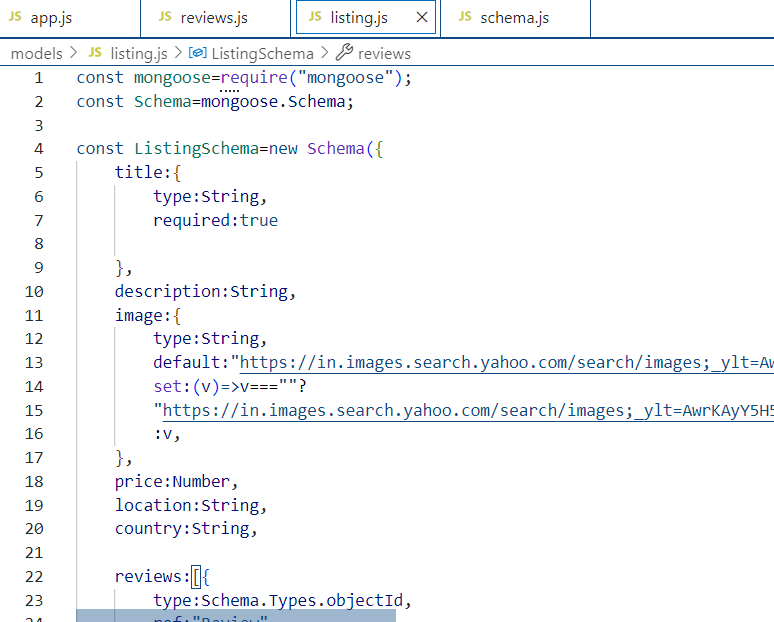 JS app.js
JS reviews.js
JS listing.js
JS schema.js
models > JS listing.js > ListingSchema > reviews
1 const mongoose=require("mongoose");
2 const Schema=mongoose.Schema;
3
4 const ListingSchema=new Schema({
5 title:{
6 type:String,
7 required:true
8
9 },
10 description:String,
11 image:{
12 type:String,
13 default:"https://in.images.search.yahoo.com/search/images;_ylt=Aw
14 set:(v)=>v===""?
15 "https://in.images.search.yahoo.com/search/images;_ylt=AwrKAyY5H5
16 :v,
17 },
18 price:Number,
19 location:String,
20 country:String,
21
22 reviews:[{
23 type:Schema.Types.objectId,
24 ref:"Review"